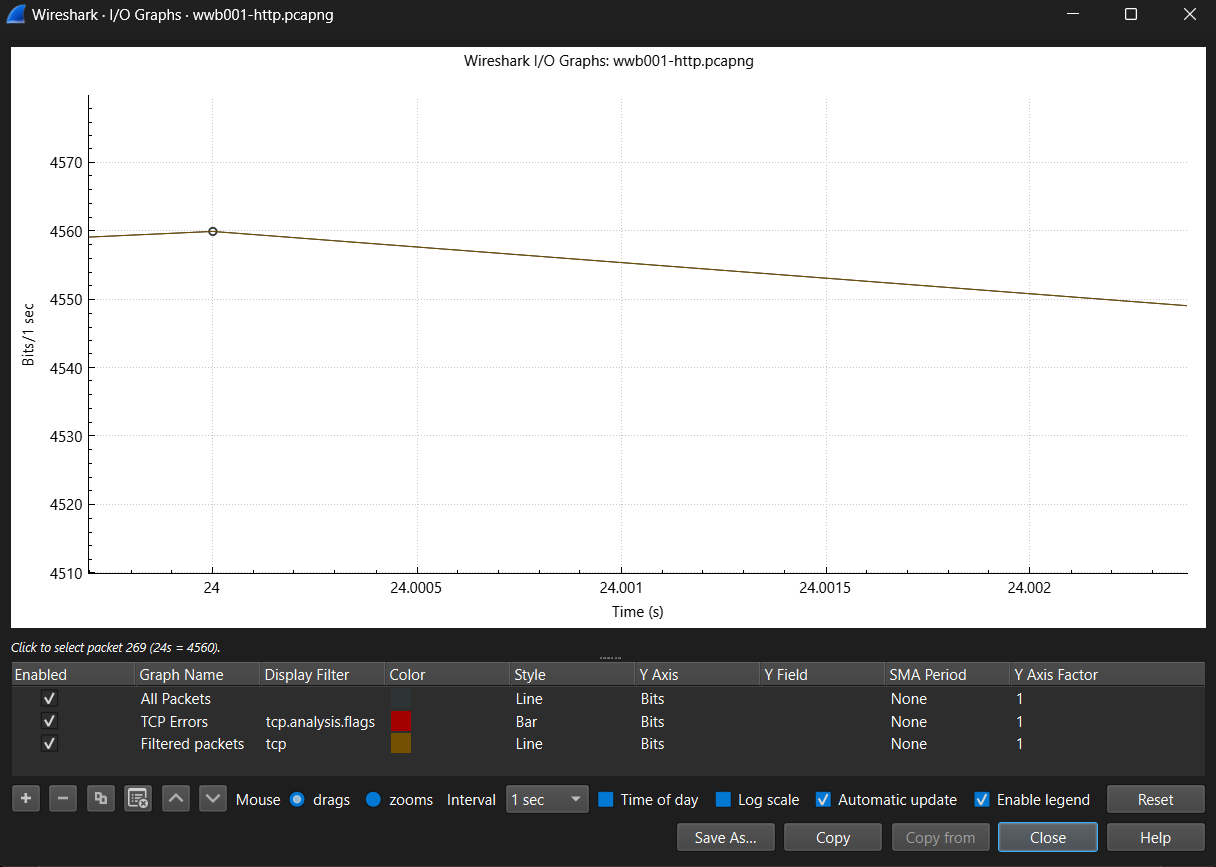 Wireshark · I/O Graphs · wwb001-http.pcapng
Wireshark I/O Graphs: wwb001-http.pcapng
4570
4560
4550
4540
4530
4520
4510
Bits/1 sec
24 24.0005 24.001 24.0015 24.002
Time (s)
Click to select packet 269 (24s = 4560).
Enabled Graph Name Display Filter Color Style Y Axis Y Field SMA Period Y Axis Factor
All Packets Line Bits None 1
TCP Errors tcp.analysis.flags Bar Bits None 1
Filtered packets tcp Line Bits None 1
Mouse drags zooms Interval 1 sec Time of day Log scale Automatic update Enable legend Reset
Save As... Copy Copy from Close Help